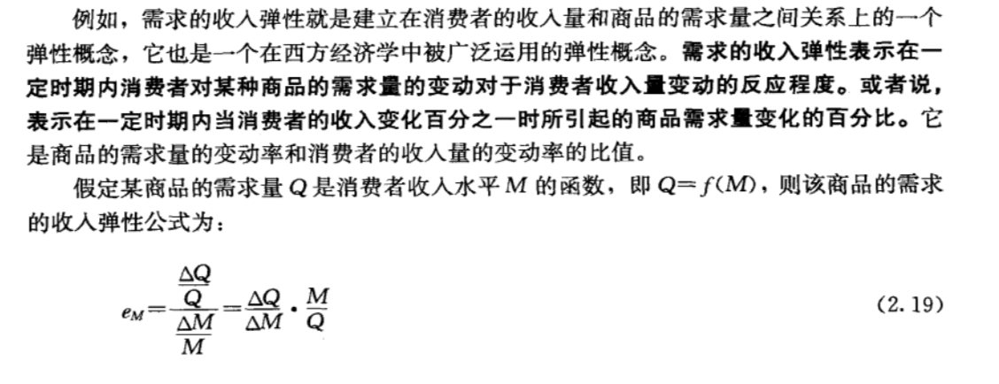 例如，需求的收入弹性就是建立在消费者的收入量和商品的需求量之间关系上的一个
弹性概念，它也是一个在西方经济学中被广泛运用的弹性概念。需求的收入弹性表示在一
定时期内消费者对某种商品的需求量的变动对于消费者收入量变动的反应程度。或者说，
表示在一定时期内当消费者的收入变化百分之一时所引起的商品需求量变化的百分比。它
是商品的需求量的变动率和消费者的收入量的变动率的比值。
假定某商品的需求量 Q 是消费者收入水平 M 的函数，即 Q=f(M)，则该商品的需求
的收入弹性公式为：
e_M = (ΔQ/Q)/(ΔM/M) = ΔQ/ΔM · M/Q (2.19)